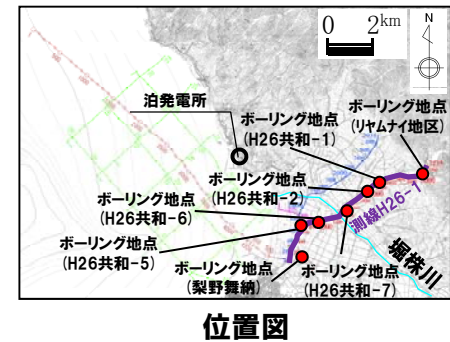 0 2km
N
泊発電所
ボーリング地点
(H26共和-1)
ボーリング地点
(リヤムナイ地区)
ボーリング地点
(H26共和-2)
ボーリング地点
(H26共和-6)
測線H26-1
ボーリング地点
(H26共和-5)
ボーリング地点
(梨野舞納)
ボーリング地点
(H26共和-7)
堀株川
位置図